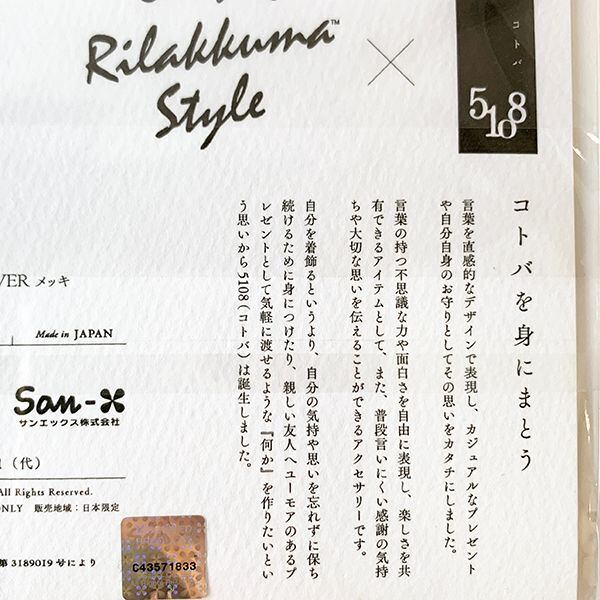 Rilakkuma™
Style
×
コトバ
5108
コトバを身にまとう
言葉を直感的なデザインで表現し、カジュアルなプレゼント
や自分自身のお守りとしてその思いをカタチにしました。
言葉の持つ不思議な力や面白さを自由に表現し、楽しさを共
有できるアイテムとして、また、普段言いにくい感謝の気持
ちや大切な思いを伝えることができるアクセサリーです。
自分を着飾るというより、自分の気持や思いを忘れずに保ち
続けるために身につけたり、親しい友人へユーモアのあるプ
レゼントとして気軽に渡せるような『何か』を作りたいとい
う思いから5108(コトバ)は誕生しました。
VER メッキ
」 Made in JAPAN
San-X
サンエックス株式会社
1(代)
All Rights Reserved.
ONLY 販売地域:日本限定
第3189019号により
C43571833